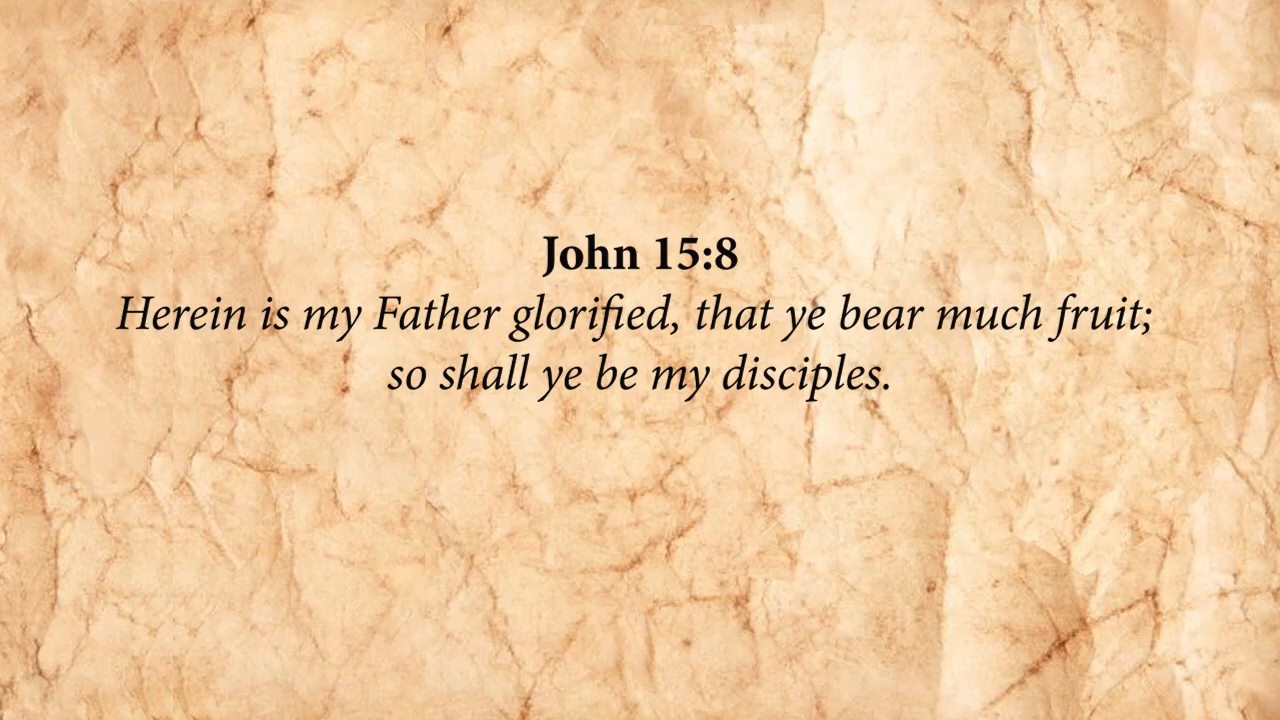 John 15:8
Herein is my Father glorified, that ye bear much fruit;
so shall ye be my disciples.